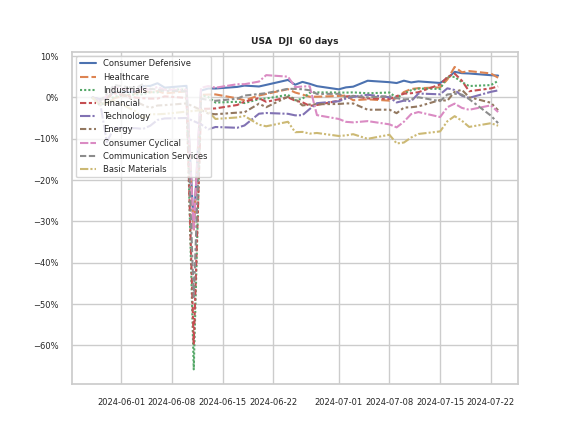 USA DJI 60 days
10%
0%
−10%
−20%
−30%
−40%
−50%
−60%
Consumer Defensive
Healthcare
Industrials
Financial
Technology
Energy
Consumer Cyclical
Communication Services
Basic Materials
2024-06-01 2024-06-08 2024-06-15 2024-06-22 2024-07-01 2024-07-08 2024-07-15 2024-07-22